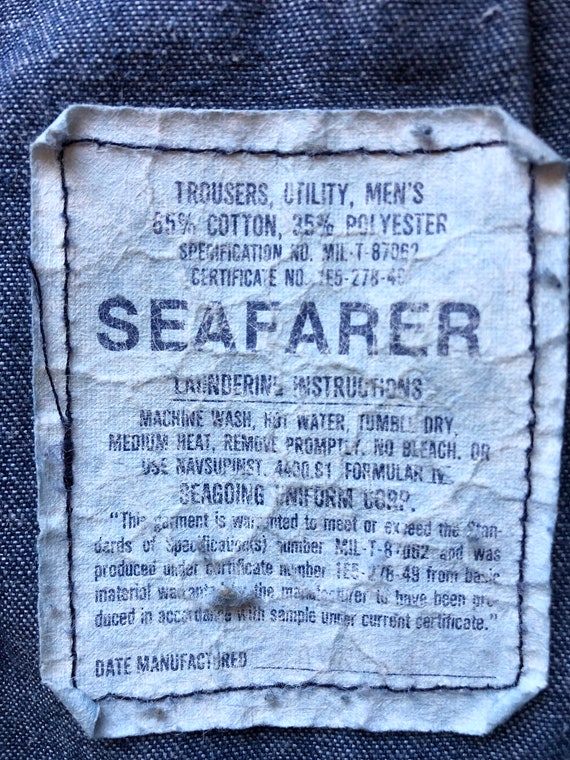 TROUSERS, UTILITY, MEN'S
65% COTTON, 35% POLYESTER
SPECIFICATION NO. MIL-T-87062
CERTIFICATE NO. 1E5-278-49
SEAFARER
LAUNDERING INSTRUCTIONS
MACHINE WASH, HOT WATER, TUMBLE DRY,
MEDIUM HEAT, REMOVE PROMPTLY, NO BLEACH. OR
USE NAVSUPINST. 4400.91 FORMULAR IV.
SEAGOING UNIFORM CORP.
"This garment is warranted to meet or exceed the Stan-
dards of Specification(s) number MIL-T-87062 and was
produced under certificate number 1E5-278-49 from basic
material warranted by the manufacturer to have been pro-
duced in accordance with sample under current certificate."
DATE MANUFACTURED